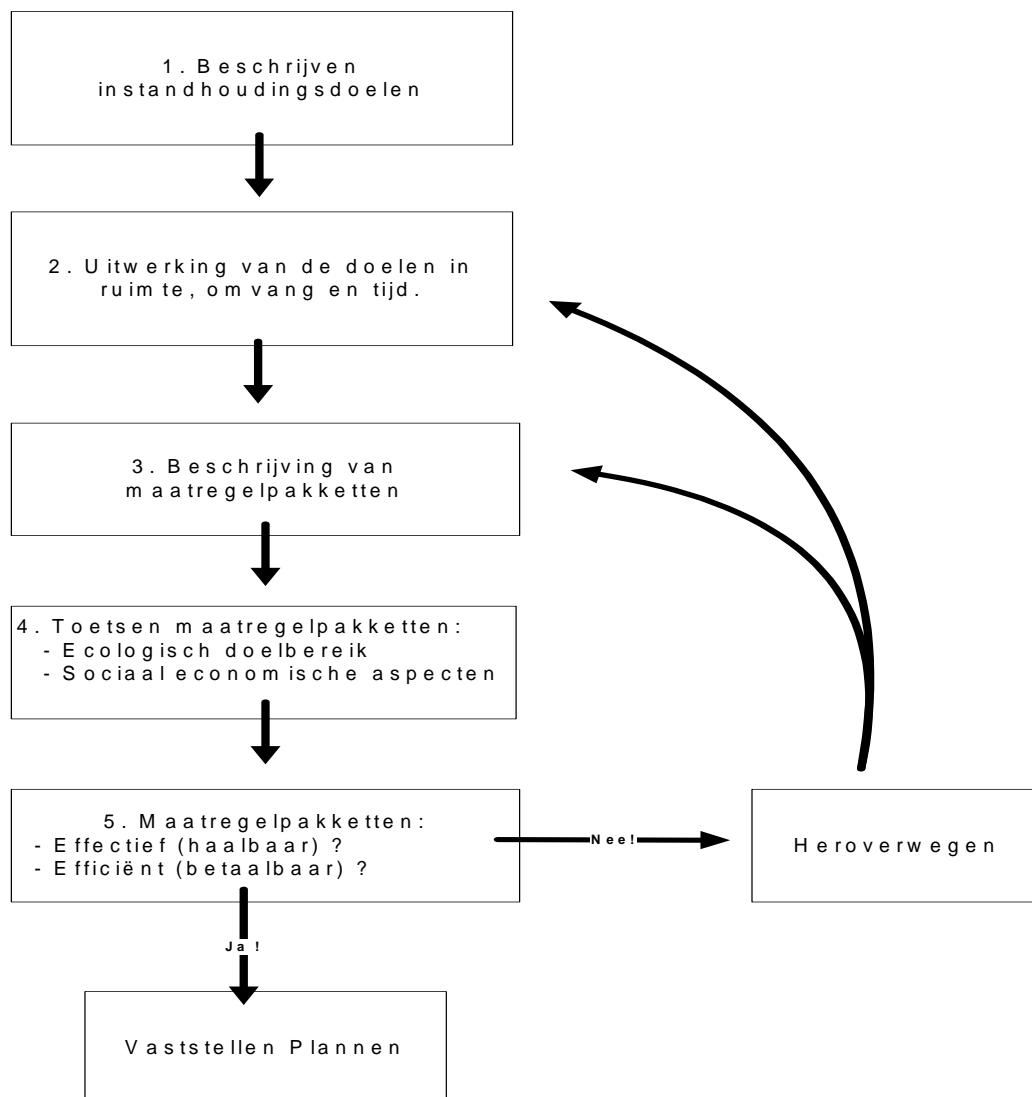 1. Beschrijven
instandhoudingsdoelen
2. Uitwerking van de doelen in
ruimte, omvang en tijd.
3. Beschrijving van
maatregelpakketten
4. Toetsen maatregelpakketten:
- Ecologisch doelbereik
- Sociaal economische aspecten
5. Maatregelpakketten:
- Effectief (haalbaar) ?
- Efficiënt (betaalbaar) ?
Nee!
Heroverwegen
Ja !
Vaststellen Plannen